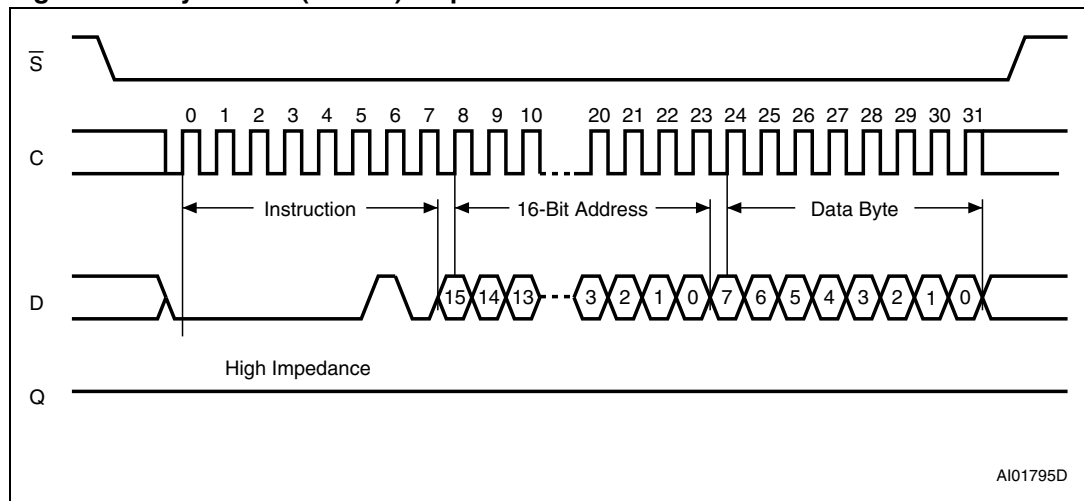 S
0 1 2 3 4 5 6 7 8 9 10 20 21 22 23 24 25 26 27 28 29 30 31
C
Instruction 16-Bit Address Data Byte
D 15 14 13 3 2 1 0 7 6 5 4 3 2 1 0
High Impedance
Q
AI01795D